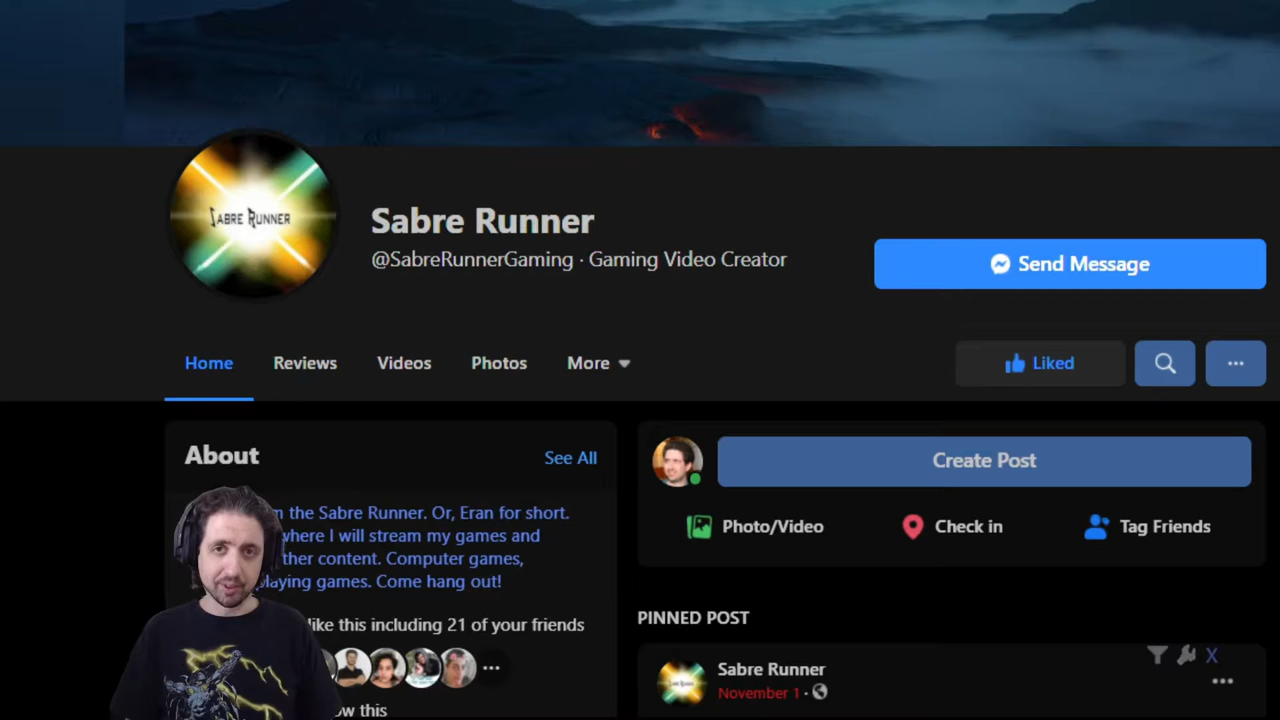 SABRE RUNNER
Sabre Runner
@SabreRunnerGaming · Gaming Video Creator
Send Message
Home Reviews Videos Photos More
Liked
About
See All
Create Post
the Sabre Runner. Or, Eran for short.
where I will stream my games and
content. Computer games,
games. Come hang out!
like this including 21 of your friends
this
Photo/Video Check in Tag Friends
PINNED POST
Sabre Runner
November 1 ·
X